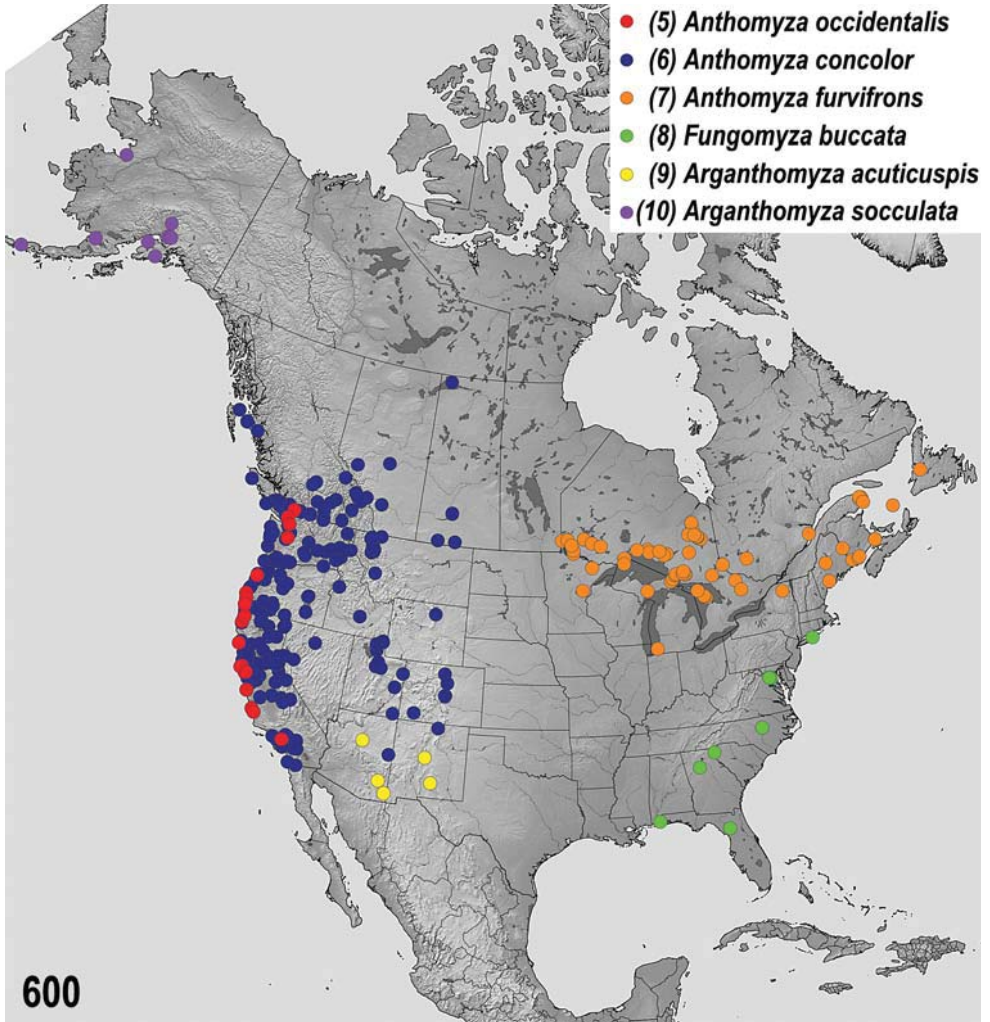 (5) Anthomyza occidentalis
(6) Anthomyza concolor
(7) Anthomyza furvifrons
(8) Fungomyza buccata
(9) Arganthomyza acuticuspis
(10) Arganthomyza socculata
600